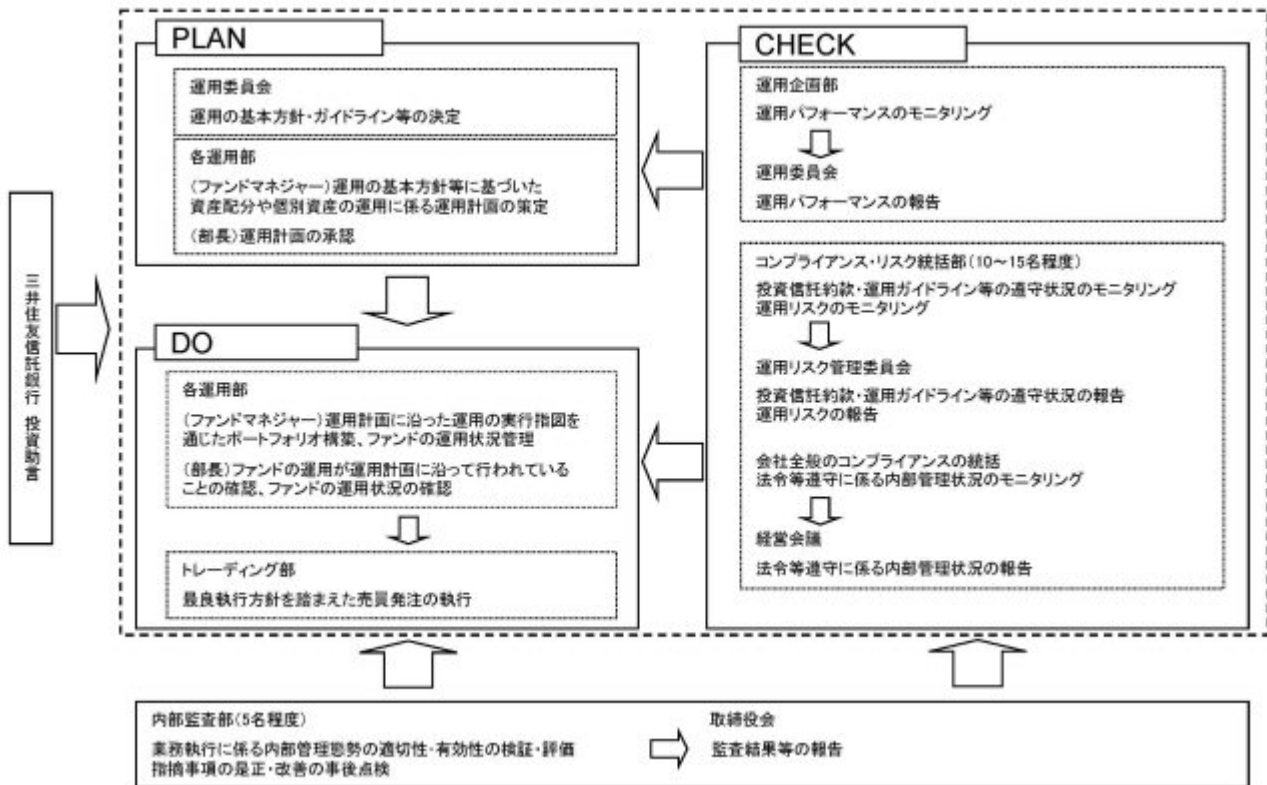 PLAN
運用委員会
運用の基本方針・ガイドライン等の決定
各運用部
(ファンドマネジャー)運用の基本方針等に基づいた
資産配分や個別資産の運用に係る運用計画の策定
(部長)運用計画の承認
DO
各運用部
(ファンドマネジャー)運用計画に沿った運用の実行指図を
通じたポートフォリオ構築、ファンドの運用状況管理
(部長)ファンドの運用が運用計画に沿って行われている
ことの確認、ファンドの運用状況の確認
トレーディング部
最良執行方針を踏まえた売買発注の執行
CHECK
運用企画部
運用パフォーマンスのモニタリング
運用委員会
運用パフォーマンスの報告
コンプライアンス・リスク統括部(10～15名程度)
投資信託約款・運用ガイドライン等の遵守状況のモニタリング
運用リスクのモニタリング
運用リスク管理委員会
投資信託約款・運用ガイドライン等の遵守状況の報告
運用リスクの報告
会社全般のコンプライアンスの統括
法令等遵守に係る内部管理状況のモニタリング
経営会議
法令等遵守に係る内部管理状況の報告
三井住友信託銀行 投資助言
内部監査部(5名程度)
業務執行に係る内部管理態勢の適切性・有効性の検証・評価
指摘事項の是正・改善の事後点検
取締役会
監査結果等の報告